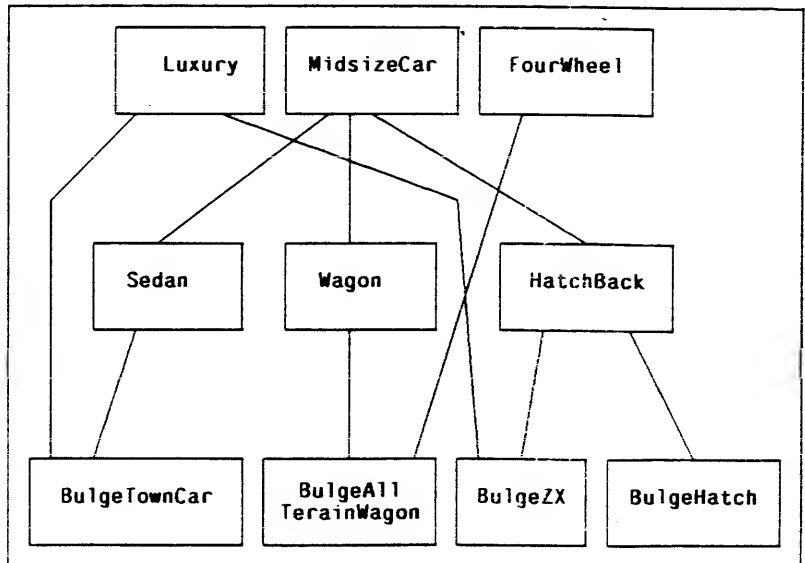 Luxury
MidsizeCar
FourWheel
Sedan
Wagon
HatchBack
BulgeTownCar
BulgeAll
TerainWagon
BulgeZX
BulgeHatch